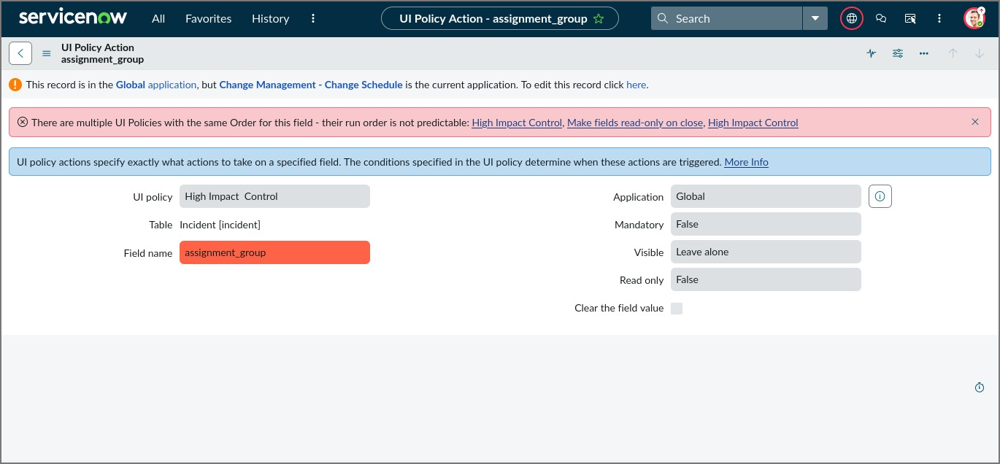 servicenow All Favorites History UI Policy Action - assignment_group Search
UI Policy Action
assignment_group
This record is in the Global application, but Change Management - Change Schedule is the current application. To edit this record click here.
There are multiple UI Policies with the same Order for this field - their run order is not predictable: High Impact Control, Make fields read-only on close, High Impact Control
UI policy actions specify exactly what actions to take on a specified field. The conditions specified in the UI policy determine when these actions are triggered. More Info
UI policy High Impact  Control
Table Incident [incident]
Field name assignment_group
Application Global
Mandatory False
Visible Leave alone
Read only False
Clear the field value